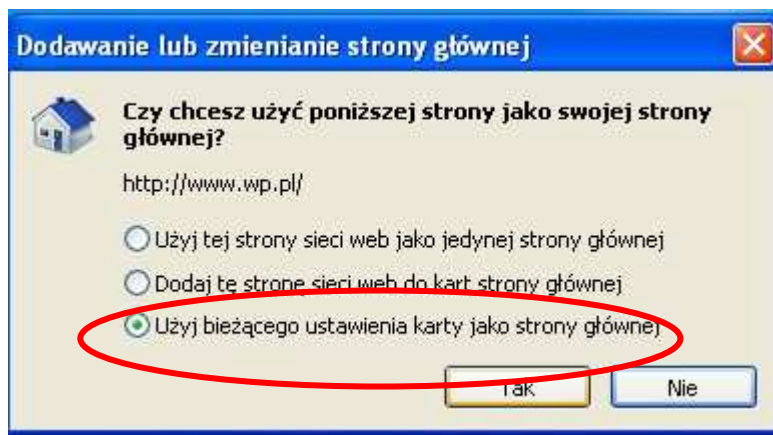 Dodawanie lub zmienianie strony głównej
Czy chcesz użyć poniższej strony jako swojej strony
głównej?
http://www.wp.pl/
Użyj tej strony sieci web jako jedynej strony głównej
Dodaj tę stronę sieci web do kart strony głównej
Użyj bieżącego ustawienia karty jako strony głównej
Tak Nie